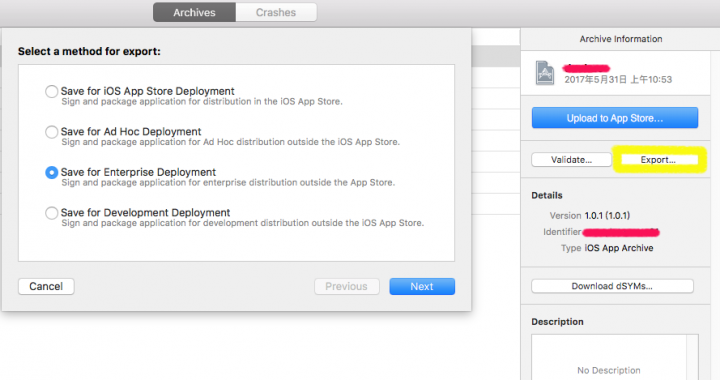 Archives
Crashes
Select a method for export:
Save for iOS App Store Deployment
Sign and package application for distribution in the iOS App Store.
Save for Ad Hoc Deployment
Sign and package application for Ad Hoc distribution outside the iOS App Store.
Save for Enterprise Deployment
Sign and package application for enterprise distribution outside the App Store.
Save for Development Deployment
Sign and package application for development distribution outside the iOS App Store.
Cancel
Previous
Next
Archive Information
2017年5月31日 上午10:53
Upload to App Store...
Validate...
Export...
Details
Version 1.0.1 (1.0.1)
Identifier
Type iOS App Archive
Download dSYMs...
Description
No Description